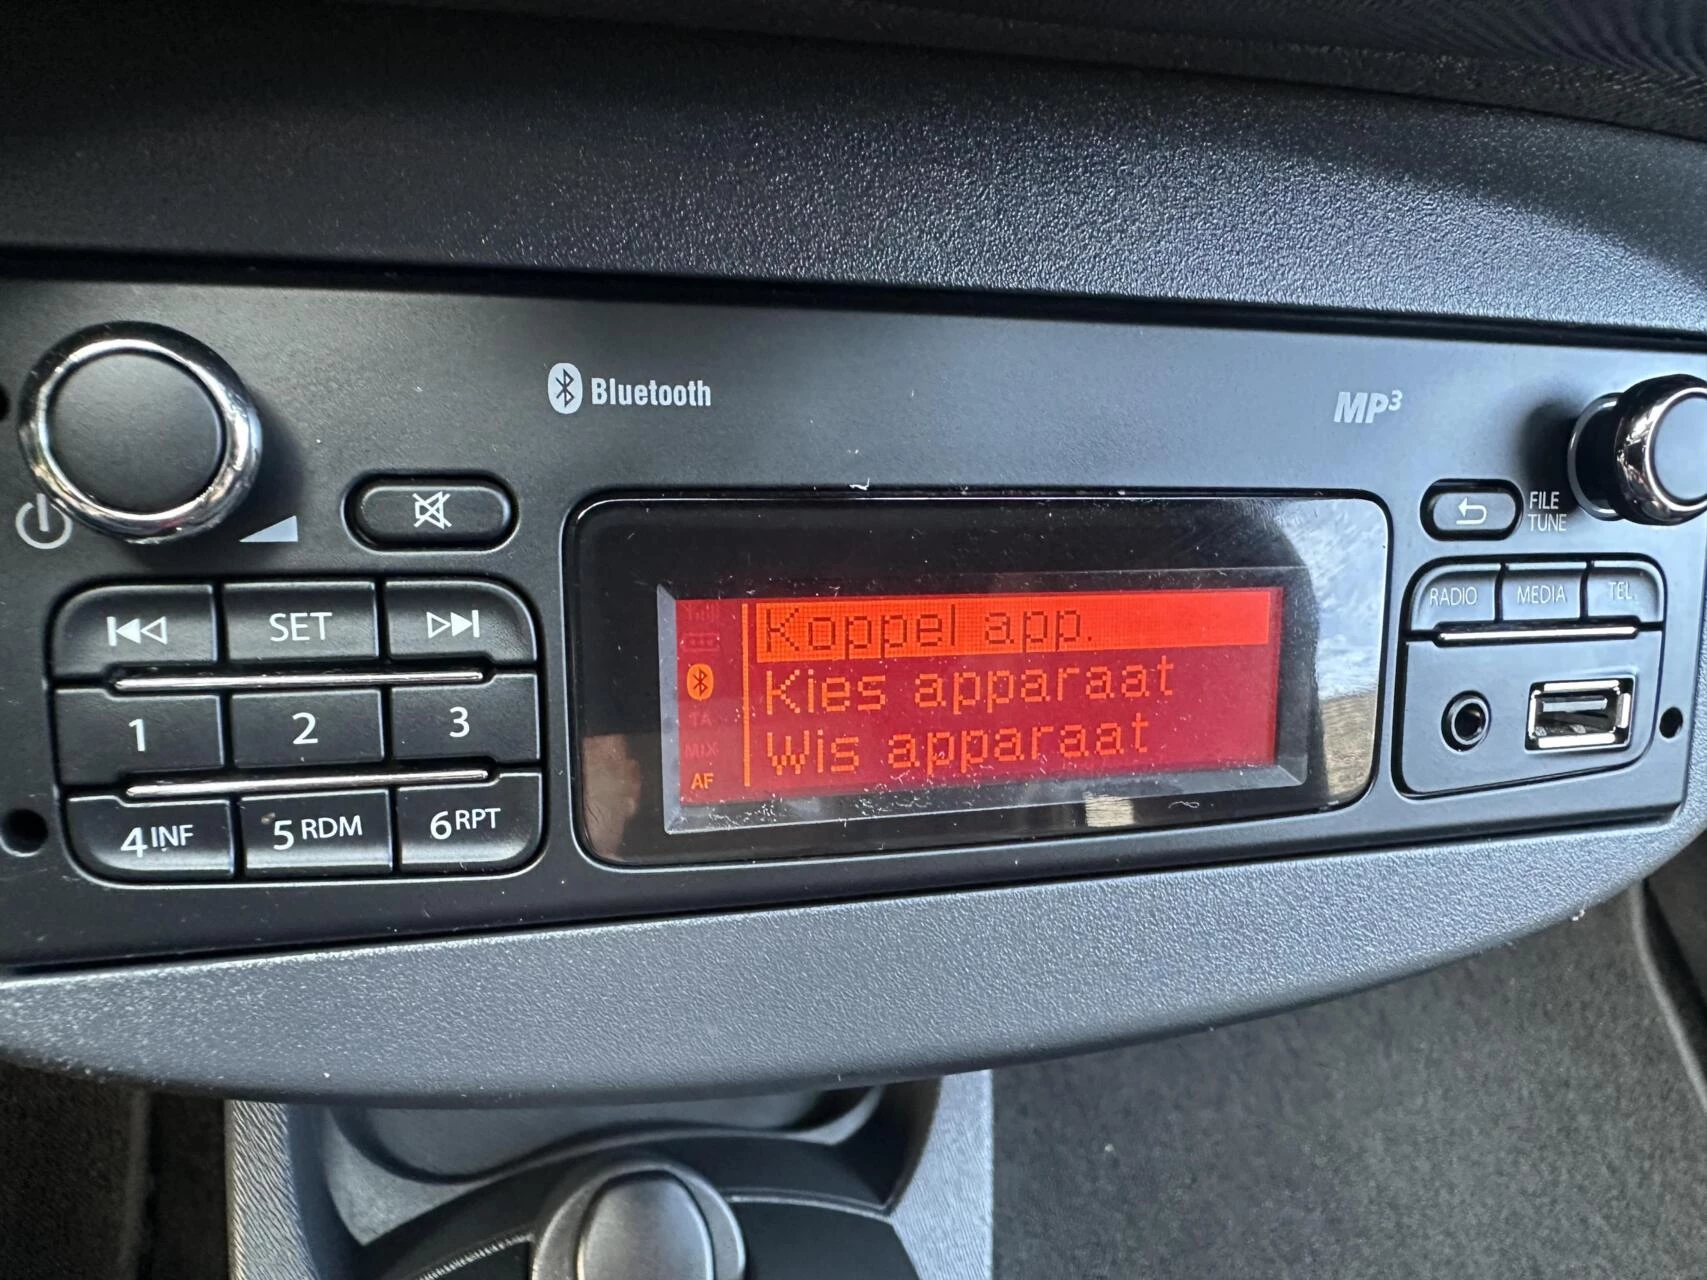 Bluetooth
MP3
FILE
TUNE
SET
RADIO
MEDIA
TEL.
1
2
3
4 INF
5 RDM
6 RPT
Koppel app.
Kies apparaat
Wis apparaat
TA
MIX
AF